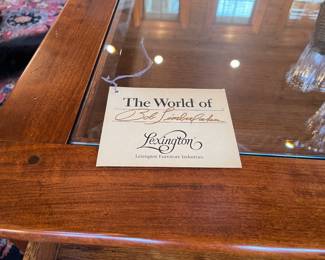 The World of
Bob Timberlake
Lexington
Lexington Furniture Industries